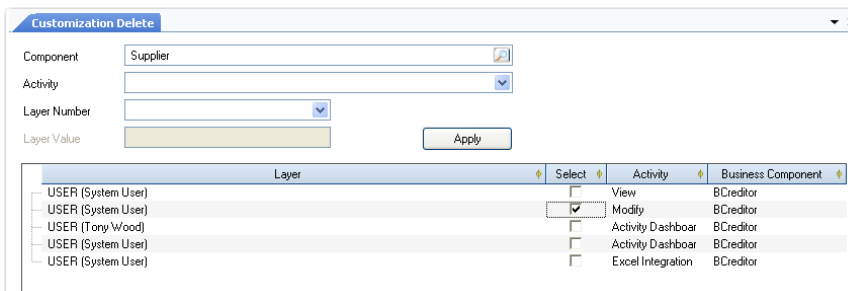 Customization Delete
Component Supplier
Activity
Layer Number
Layer Value Apply
Layer Select Activity Business Component
USER (System User) View BCreditor
USER (System User) Modify BCreditor
USER (Tony Wood) Activity Dashboar BCreditor
USER (System User) Activity Dashboar BCreditor
USER (System User) Excel Integration BCreditor